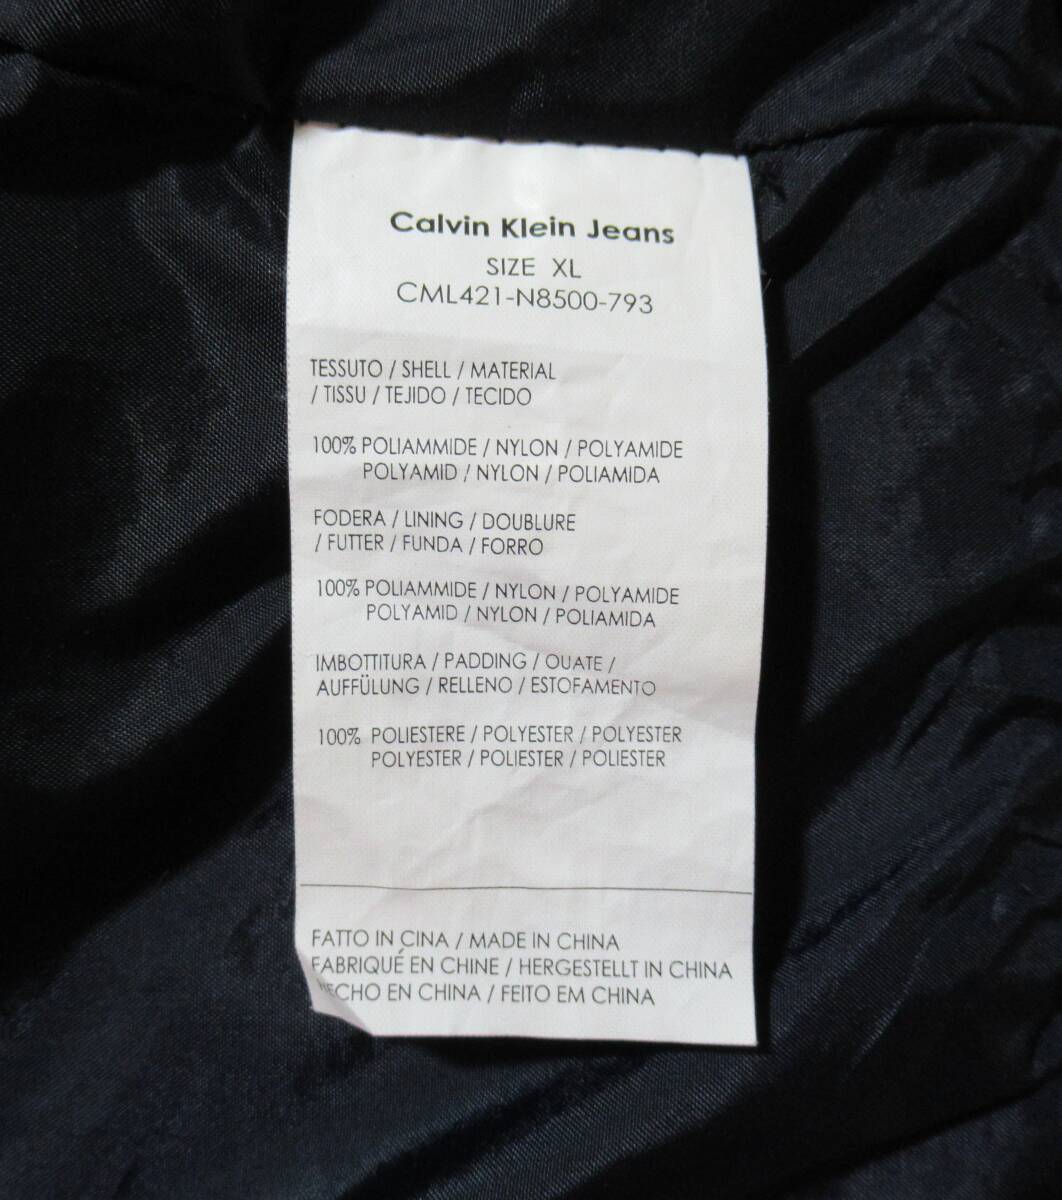 Calvin Klein Jeans
SIZE XL
CML421-N8500-793
TESSUTO / SHELL / MATERIAL
/ TISSU / TEJIDO / TECIDO
100% POLIAMMIDE / NYLON / POLYAMIDE
POLYAMID / NYLON / POLIAMIDA
FODERA / LINING / DOUBLURE
/ FUTTER / FUNDA / FORRO
100% POLIAMMIDE / NYLON / POLYAMIDE
POLYAMID / NYLON / POLIAMIDA
IMBOTTITURA / PADDING / OUATE /
AUFFÜLUNG / RELLENO / ESTOFAMENTO
100% POLIESTERE / POLYESTER / POLYESTER
POLYESTER / POLIESTER / POLIESTER
FATTO IN CINA / MADE IN CHINA
FABRIQUÉ EN CHINE / HERGESTELLT IN CHINA
HECHO EN CHINA / FEITO EM CHINA